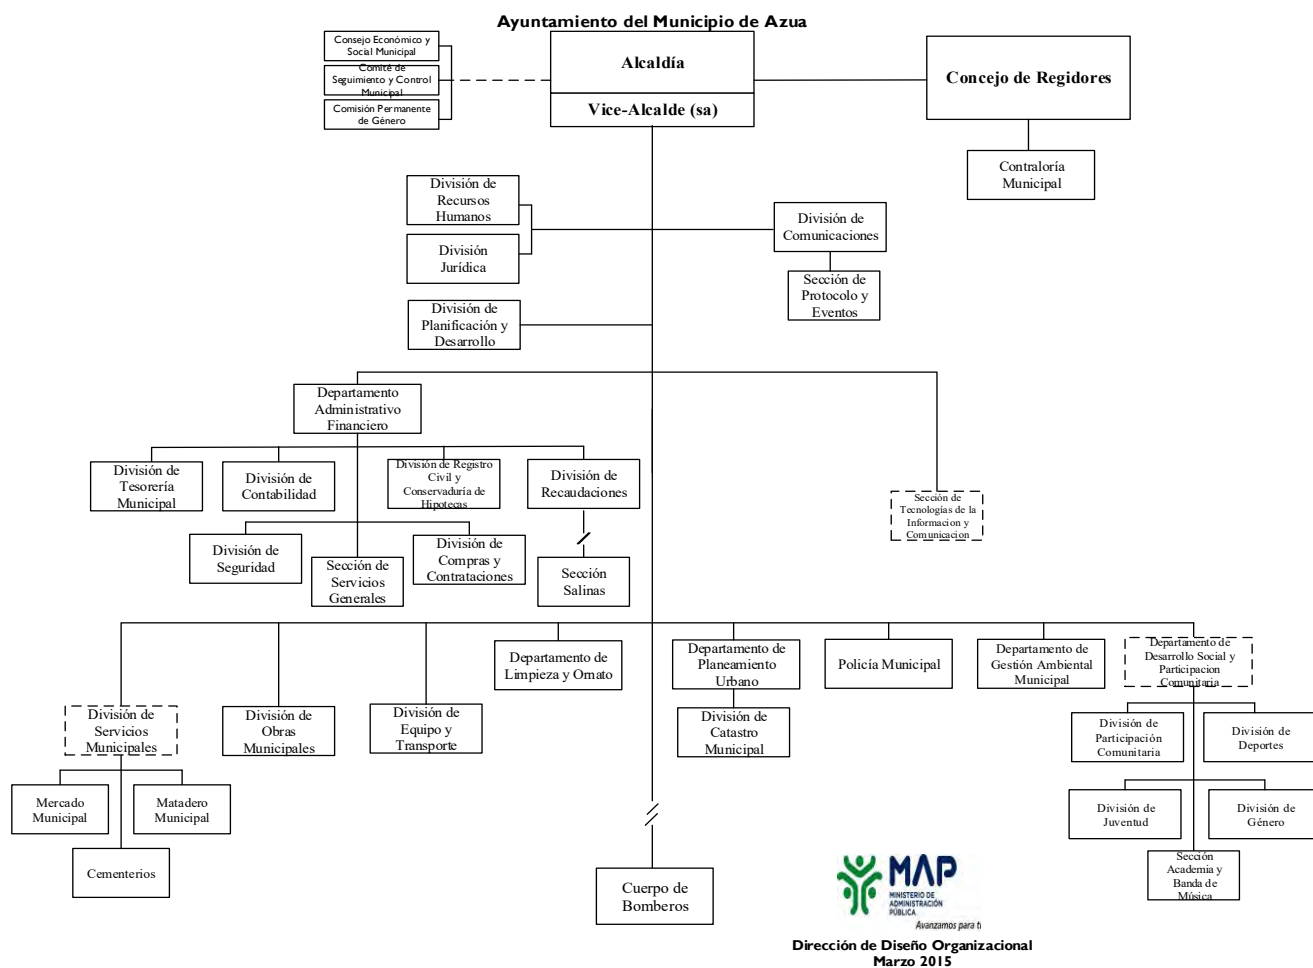 Ayuntamiento del Municipio de Azua
Consejo Económico y
Social Municipal
Comité de
Seguimiento y Control
Municipal
Comisión Permanente
de Género
Alcaldía
Vice-Alcalde (sa)
Concejo de Regidores
Contraloría
Municipal
División de
Recursos
Humanos
División
Jurídica
División de
Comunicaciones
Sección de
Protocolo y
Eventos
División de
Planificación y
Desarrollo
Departamento
Administrativo
Financiero
División de
Tesorería
Municipal
División de
Contabilidad
División de Registro
Civil y
Conservaduría de
Hipotecas
División de
Recaudaciones
Sección de
Tecnologías de la
Informacion y
Comunicacion
División de
Seguridad
Sección de
Servicios
Generales
División de
Compras y
Contrataciones
Sección
Salinas
Departamento de
Limpieza y Ornato
Departamento de
Planeamiento
Urbano
Policía Municipal
Departamento de
Gestión Ambiental
Municipal
Departamento de
Desarrollo Social y
Participacion
Comunitaria
División de
Servicios
Municipales
División de
Obras
Municipales
División de
Equipo y
Transporte
División de
Catastro
Municipal
División de
Participación
Comunitaria
División de
Deportes
Mercado
Municipal
Matadero
Municipal
División de
Juventud
División de
Género
Cementerios
Cuerpo de
Bomberos
Sección
Academia y
Banda de
Música
MAP
MINISTERIO DE
ADMINISTRACIÓN
PÚBLICA
Avanzamos para ti
Dirección de Diseño Organizacional
Marzo 2015